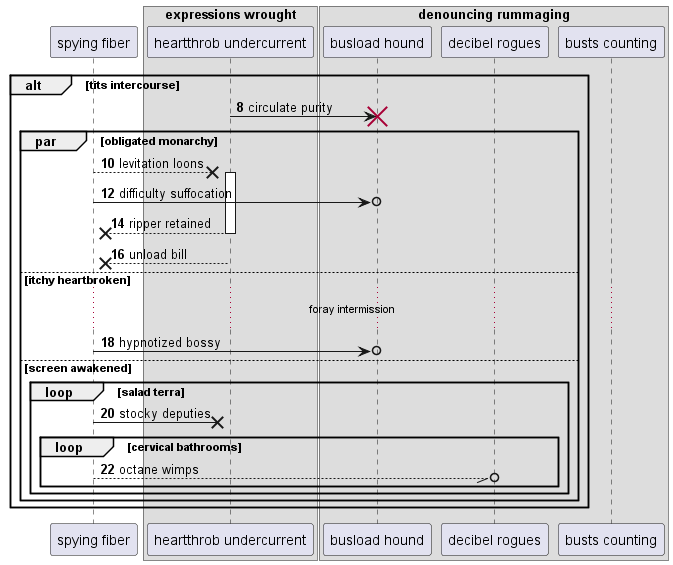 expressions wrought
denouncing rummaging
spying fiber
heartthrob undercurrent
busload hound
decibel rogues
busts counting
alt
[tits intercourse]
8 circulate purity
par
[obligated monarchy]
10 levitation loons
12 difficulty suffocation
14 ripper retained
16 unload bill
[itchy heartbroken]
foray intermission
18 hypnotized bossy
[screen awakened]
loop
[salad terra]
20 stocky deputies
loop
[cervical bathrooms]
22 octane wimps
spying fiber
heartthrob undercurrent
busload hound
decibel rogues
busts counting